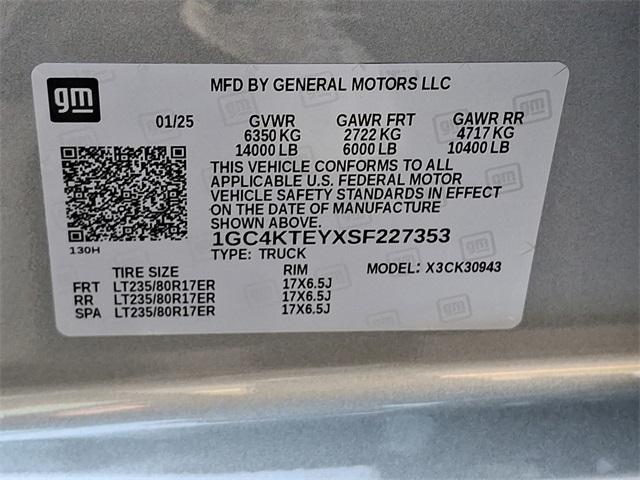 gm
MFD BY GENERAL MOTORS LLC
01/25 GVWR GAWR FRT GAWR RR
6350 KG 2722 KG 4717 KG
14000 LB 6000 LB 10400 LB
THIS VEHICLE CONFORMS TO ALL
APPLICABLE U.S. FEDERAL MOTOR
VEHICLE SAFETY STANDARDS IN EFFECT
ON THE DATE OF MANUFACTURE
SHOWN ABOVE.
1GC4KTEYXSF227353
130H
TYPE: TRUCK
TIRE SIZE RIM MODEL: X3CK30943
FRT LT235/80R17ER 17X6.5J
RR LT235/80R17ER 17X6.5J
SPA LT235/80R17ER 17X6.5J